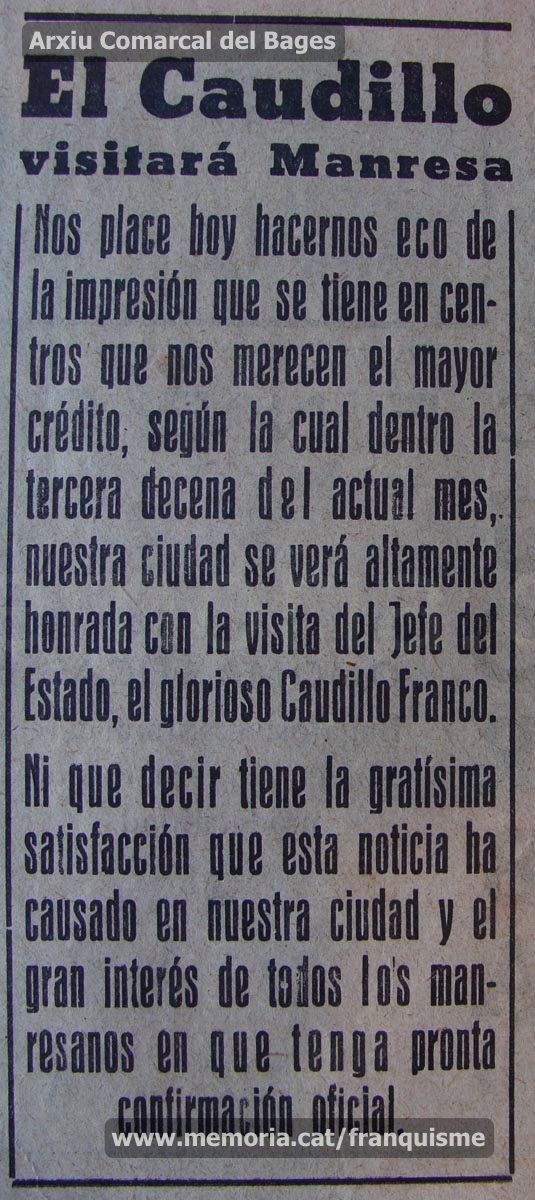 Arxiu Comarcal del Bages
El Caudillo
visitará Manresa
Nos place hoy hacernos eco de
la impresión que se tiene en cen-
tros que nos merecen el mayor
crédito, según la cual dentro la
tercera decena del actual mes,
nuestra ciudad se verá altamente
honrada con la visita del Jefe del
Estado, el glorioso Caudillo Franco.
Ni que decir tiene la gratísima
satisfacción que esta noticia ha
causado en nuestra ciudad y el
gran interés de todos los man-
resanos en que tenga pronta
confirmación oficial.
www.memoria.cat/franquisme